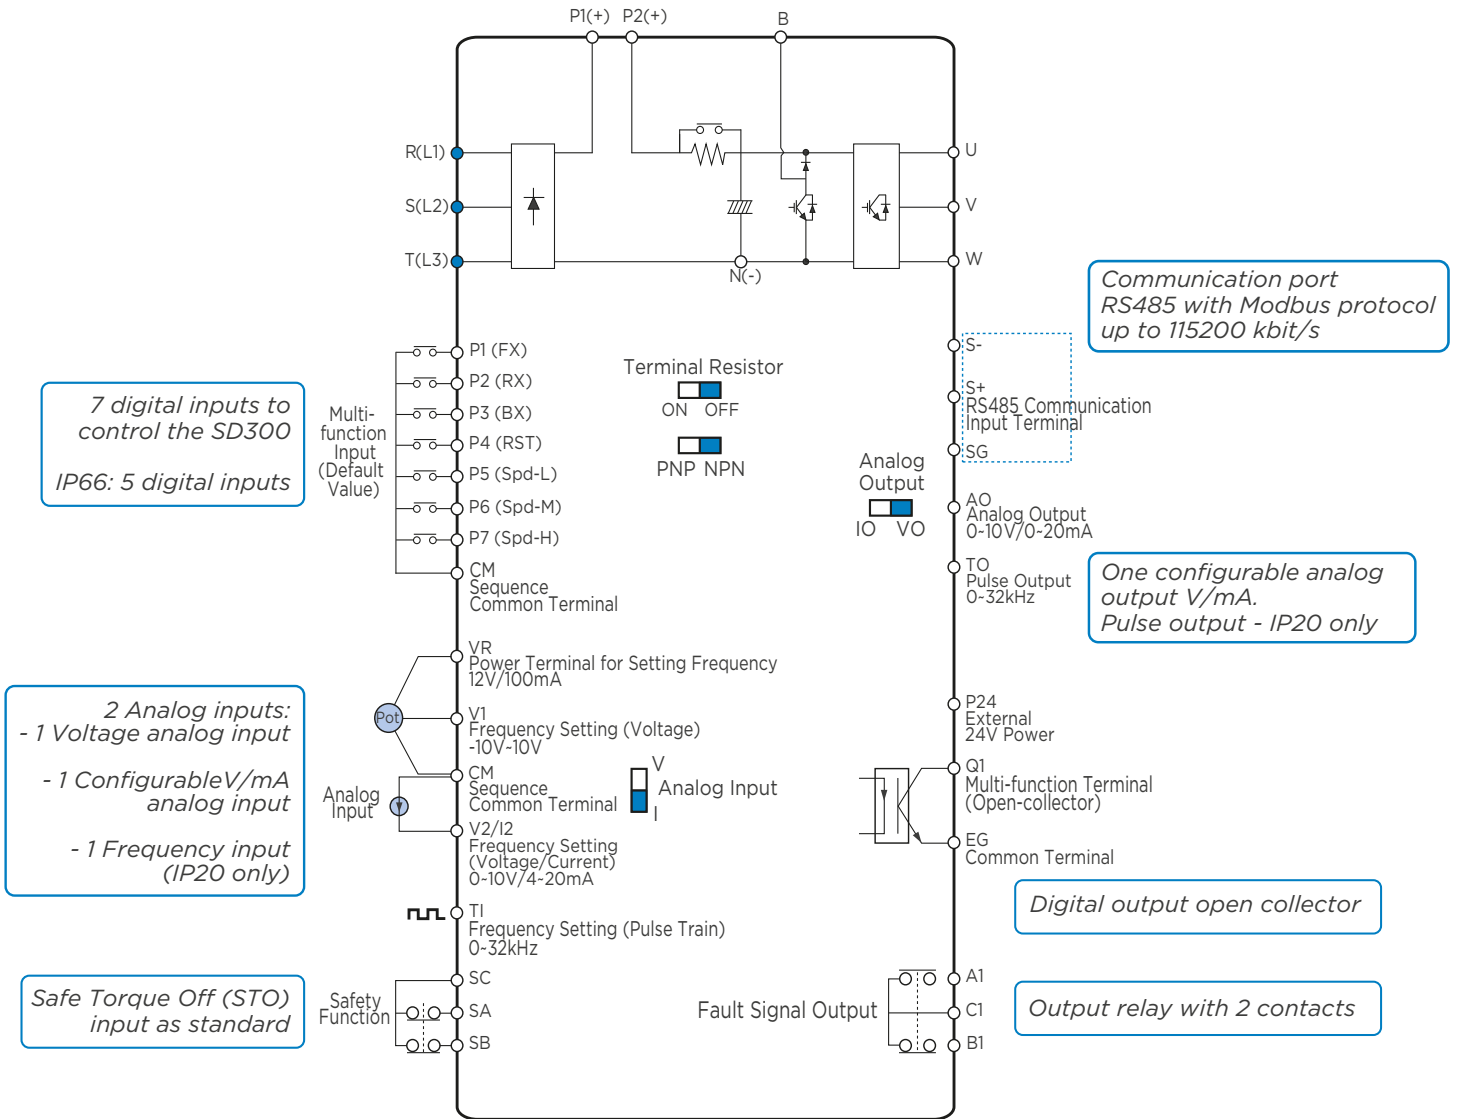 P1(+)
P2(+)
B
R(L1)
S(L2)
T(L3)
U
V
W
N(-)
Communication port
RS485 with Modbus protocol
up to 115200 kbit/s
7 digital inputs to
control the SD300
IP66: 5 digital inputs
Multi-
function
Input
(Default
Value)
P1 (FX)
P2 (RX)
P3 (BX)
P4 (RST)
P5 (Spd-L)
P6 (Spd-M)
P7 (Spd-H)
CM
Sequence
Common Terminal
Terminal Resistor
ON OFF
PNP NPN
Analog
Output
IO VO
S-
S+
RS485 Communication
Input Terminal
SG
AO
Analog Output
0~10V/0~20mA
TO
Pulse Output
0~32kHz
One configurable analog
output V/mA.
Pulse output - IP20 only
2 Analog inputs:
- 1 Voltage analog input
- 1 ConfigurableV/mA
analog input
- 1 Frequency input
(IP20 only)
Pot
Analog
Input
VR
Power Terminal for Setting Frequency
12V/100mA
V1
Frequency Setting (Voltage)
-10V~10V
CM
Sequence
Common Terminal
V2/I2
Frequency Setting
(Voltage/Current)
0~10V/4~20mA
TI
Frequency Setting (Pulse Train)
0~32kHz
V
Analog Input
I
P24
External
24V Power
Q1
Multi-function Terminal
(Open-collector)
EG
Common Terminal
Digital output open collector
Safe Torque Off (STO)
input as standard
Safety
Function
SC
SA
SB
Fault Signal Output
A1
C1
B1
Output relay with 2 contacts